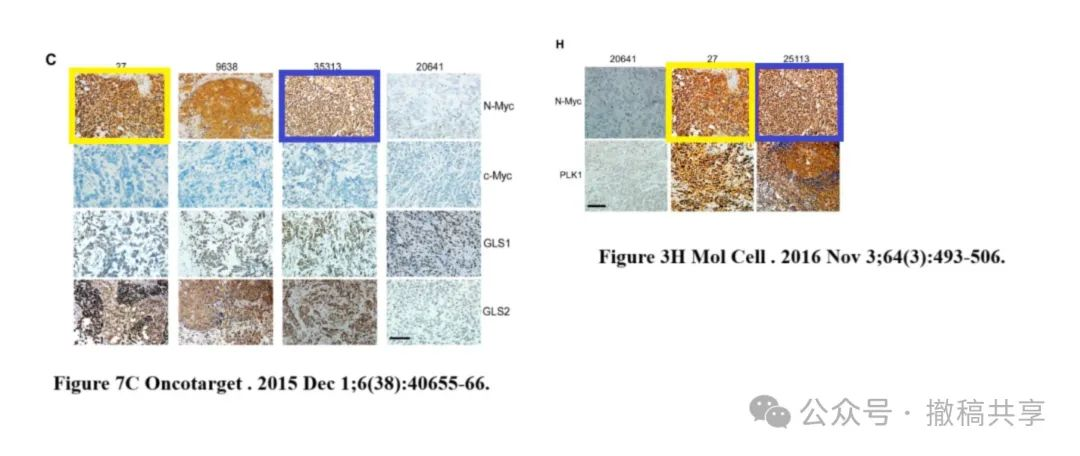 C
27 9638 35313 20641
N-Myc
c-Myc
GLS1
GLS2
Figure 7C Oncotarget . 2015 Dec 1;6(38):40655-66.
H
20641 27 25113
N-Myc
PLK1
Figure 3H Mol Cell . 2016 Nov 3;64(3):493-506.
公众号 · 撤稿共享